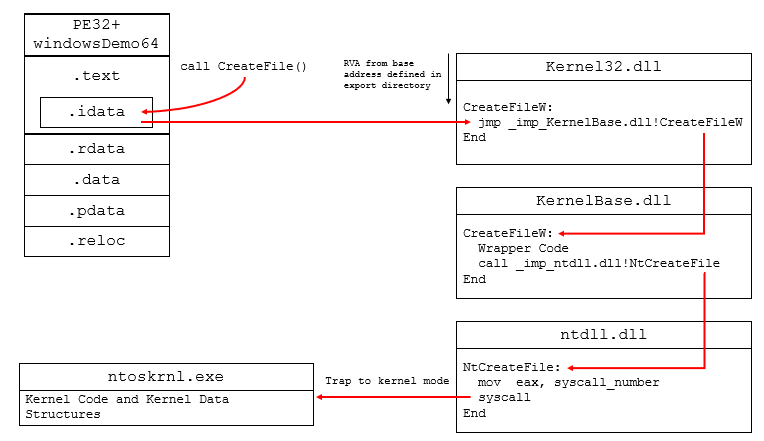 PE32+
windowsDemo64
.text
.idata
.rdata
.data
.pdata
.reloc
call CreateFile()
RVA from base
address defined in
export directory
Kernel32.dll
CreateFileW:
jmp _imp_KernelBase.dll!CreateFileW
End
KernelBase.dll
CreateFileW:
Wrapper Code
call _imp_ntdll.dll!NtCreateFile
End
ntdll.dll
NtCreateFile:
mov eax, syscall_number
syscall
End
Trap to kernel mode
ntoskrnl.exe
Kernel Code and Kernel Data
Structures